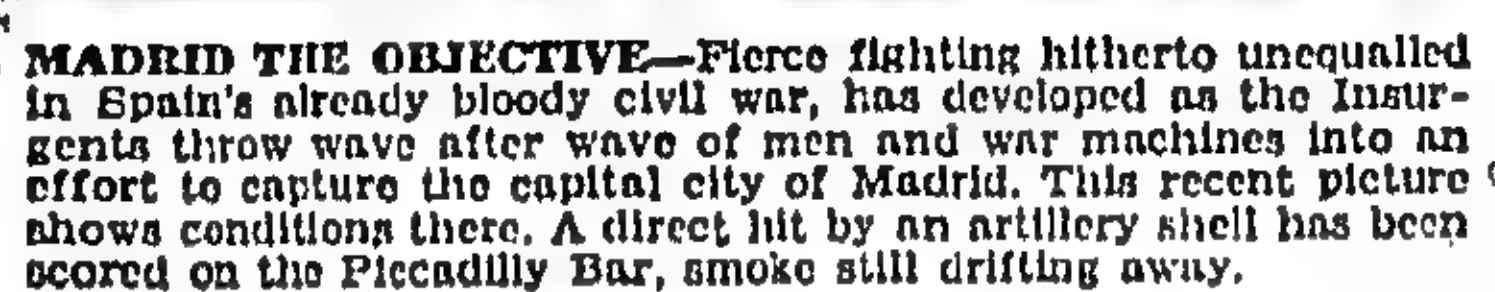 MADRID THE OBJECTIVE—Fierce fighting hitherto unequalled
in Spain's already bloody civil war, has developed as the Insur-
gents throw wave after wave of men and war machines into an
effort to capture the capital city of Madrid. This recent picture
shows conditions there. A direct hit by an artillery shell has been
scored on the Piccadilly Bar, smoke still drifting away.